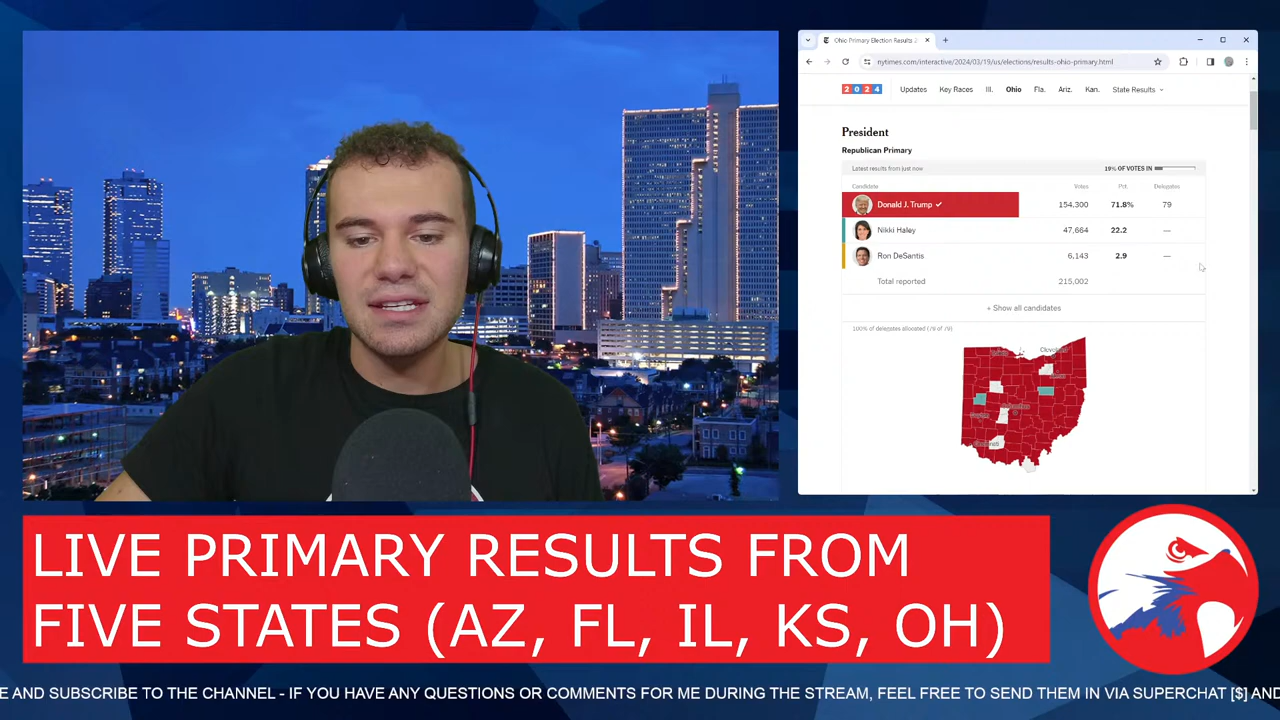 Ohio Primary Election Results 2
nytimes.com/interactive/2024/03/19/us/elections/results-ohio-primary.html
2024 Updates Key Races Ill. Ohio Fla. Ariz. Kan. State Results
President
Republican Primary
Latest results from just now 19% OF VOTES IN
Candidate Votes Pct. Delegates
Donald J. Trump ✓ 154,300 71.8% 79
Nikki Haley 47,664 22.2 —
Ron DeSantis 6,143 2.9 —
Total reported 215,002
+ Show all candidates
100% of delegates allocated (79 of 79)
Cleveland
Cincinnati
LIVE PRIMARY RESULTS FROM
FIVE STATES (AZ, FL, IL, KS, OH)
E AND SUBSCRIBE TO THE CHANNEL - IF YOU HAVE ANY QUESTIONS OR COMMENTS FOR ME DURING THE STREAM, FEEL FREE TO SEND THEM IN VIA SUPERCHAT [$] AND